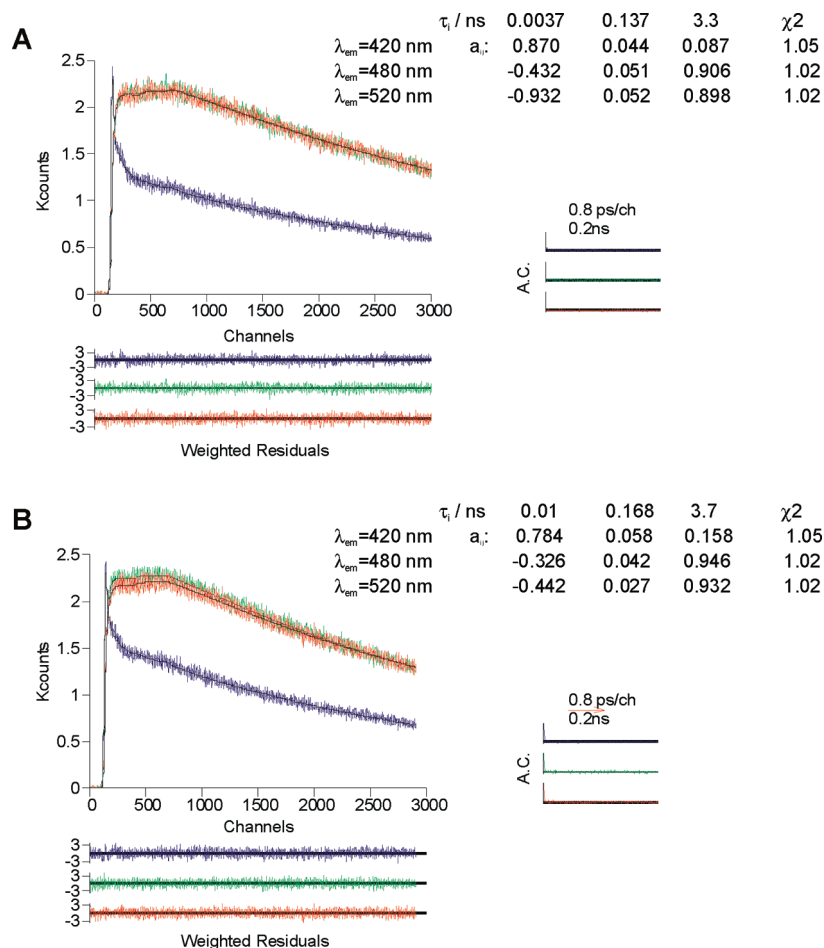 A
τi / ns 0.0037 0.137 3.3 χ2
λem=420 nm aij: 0.870 0.044 0.087 1.05
λem=480 nm -0.432 0.051 0.906 1.02
λem=520 nm -0.932 0.052 0.898 1.02
2.5
2
1.5
1
0.5
0
Kcounts
0 500 1000 1500 2000 2500 3000
Channels
0.8 ps/ch
0.2ns
A.C.
3
-3
3
-3
3
-3
Weighted Residuals
B
τi / ns 0.01 0.168 3.7 χ2
λem=420 nm aij: 0.784 0.058 0.158 1.05
λem=480 nm -0.326 0.042 0.946 1.02
λem=520 nm -0.442 0.027 0.932 1.02
2.5
2
1.5
1
0.5
0
Kcounts
0 500 1000 1500 2000 2500 3000
Channels
0.8 ps/ch
0.2ns
A.C.
3
-3
3
-3
3
-3
Weighted Residuals